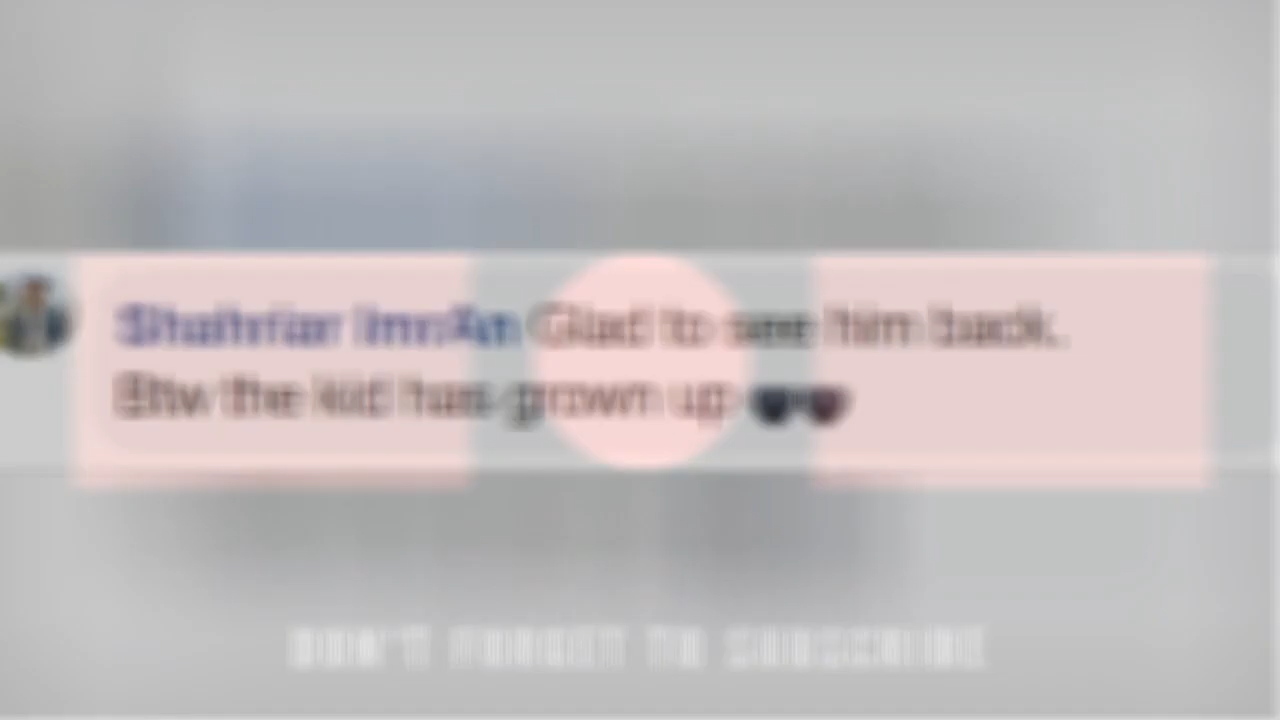 Shahriar ImrAn Glad to see him back.
Btw the kid has grown up 🕶
DON'T FORGET TO SUBSCRIBE